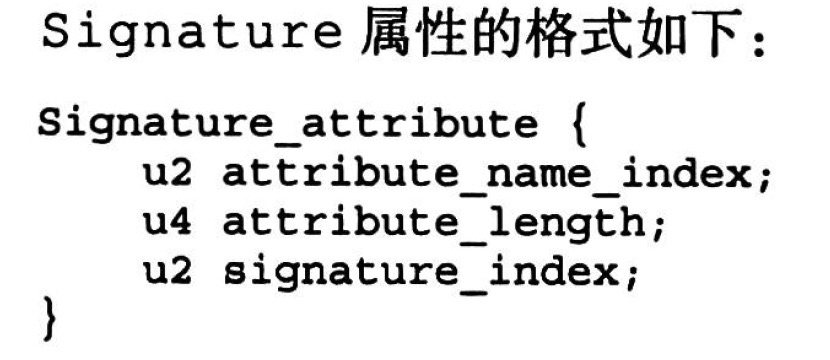 Signature 属性的格式如下：
Signature_attribute {
    u2 attribute_name_index;
    u4 attribute_length;
    u2 signature_index;
}